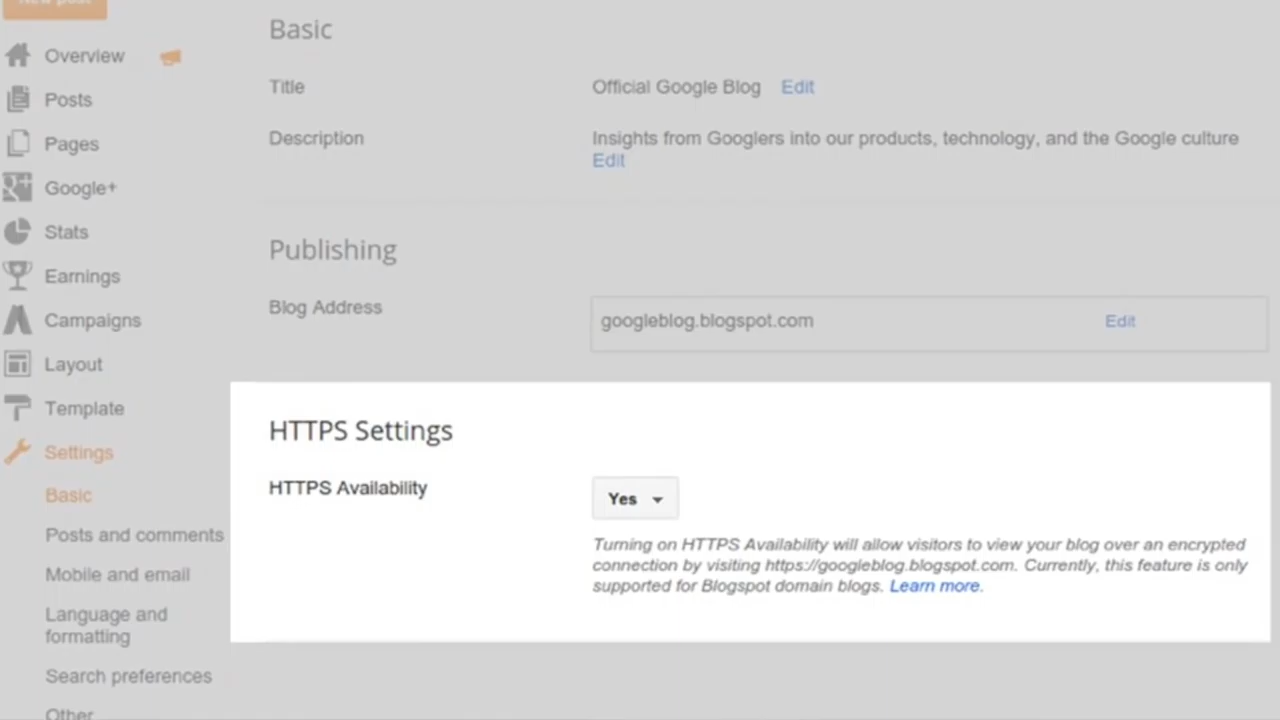 New post
Overview
Posts
Pages
Google+
Stats
Earnings
Campaigns
Layout
Template
Settings
Basic
Posts and comments
Mobile and email
Language and
formatting
Search preferences
Other
Basic
Title
Official Google Blog Edit
Description
Insights from Googlers into our products, technology, and the Google culture
Edit
Publishing
Blog Address
googleblog.blogspot.com Edit
HTTPS Settings
HTTPS Availability
Yes
Turning on HTTPS Availability will allow visitors to view your blog over an encrypted
connection by visiting https://googleblog.blogspot.com. Currently, this feature is only
supported for Blogspot domain blogs. Learn more.